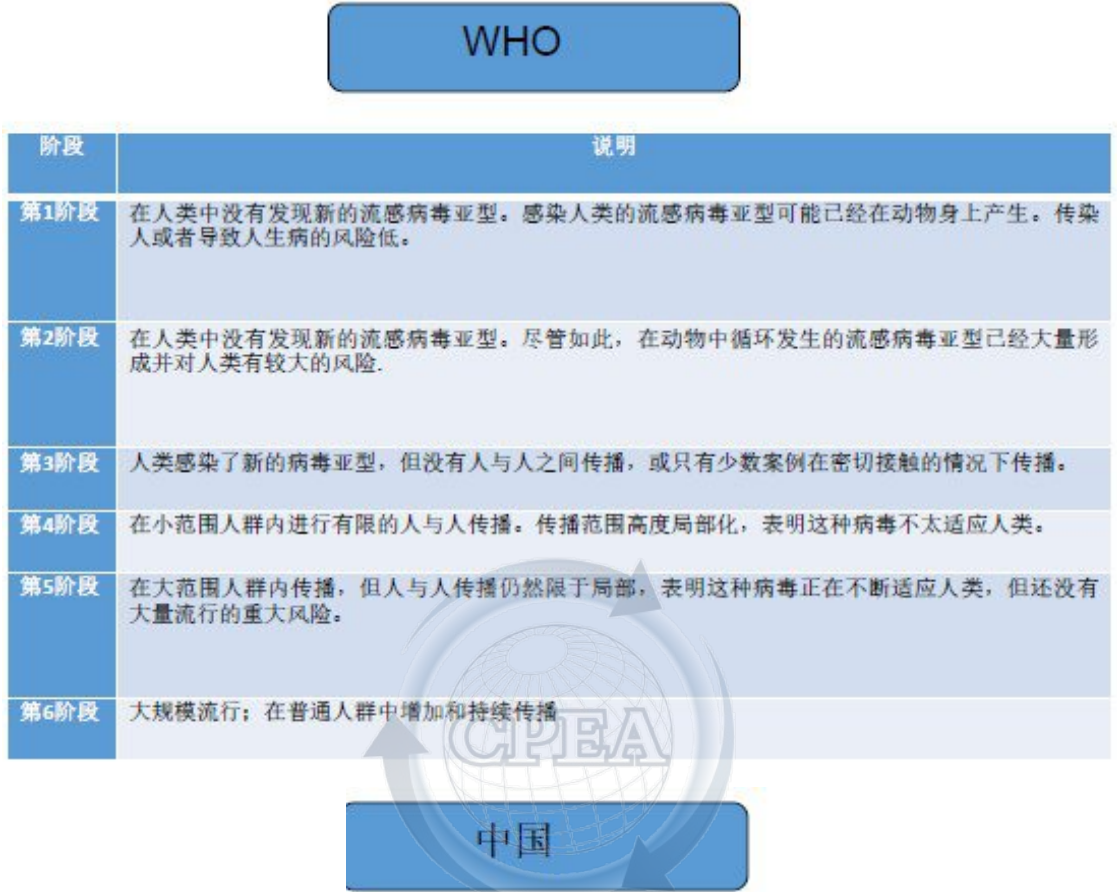 WHO
阶段 说明
第1阶段 在人类中没有发现新的流感病毒亚型。感染人类的流感病毒亚型可能已经在动物身上产生。传染
人或者导致人生病的风险低。
第2阶段 在人类中没有发现新的流感病毒亚型。尽管如此，在动物中循环发生的流感病毒亚型已经大量形
成并对人类有较大的风险.
第3阶段 人类感染了新的病毒亚型，但没有人与人之间传播，或只有少数案例在密切接触的情况下传播。
第4阶段 在小范围人群内进行有限的人与人传播。传播范围高度局部化，表明这种病毒不太适应人类。
第5阶段 在大范围人群内传播，但人与人传播仍然限于局部，表明这种病毒正在不断适应人类，但还没有
大量流行的重大风险。
第6阶段 大规模流行；在普通人群中增加和持续传播
CPEA
中国